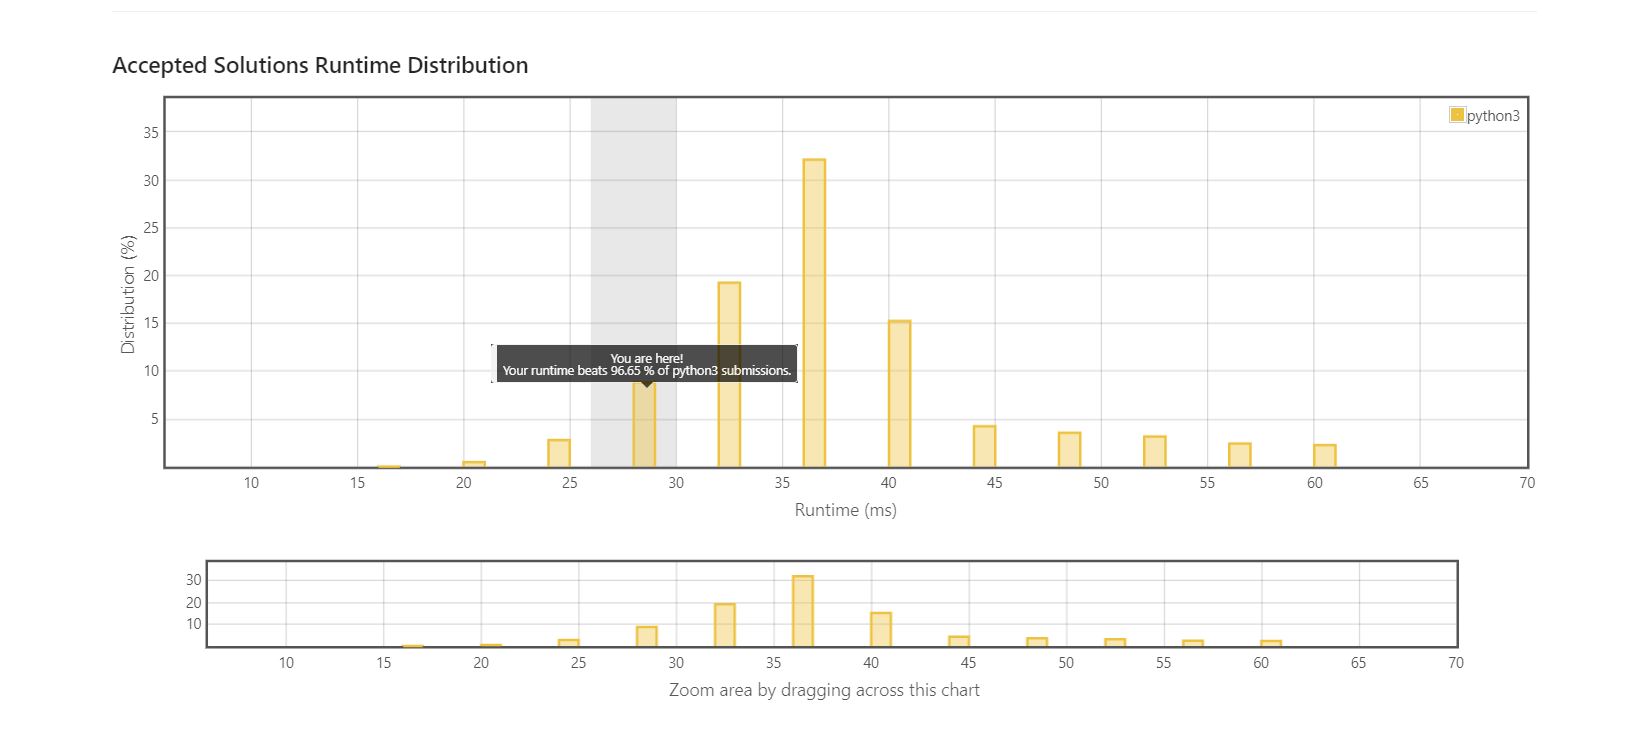 Accepted Solutions Runtime Distribution
python3
35
30
25
20
15
10
5
Distribution (%)
You are here!
Your runtime beats 96.65 % of python3 submissions.
10 15 20 25 30 35 40 45 50 55 60 65 70
Runtime (ms)
30
20
10
10 15 20 25 30 35 40 45 50 55 60 65 70
Zoom area by dragging across this chart